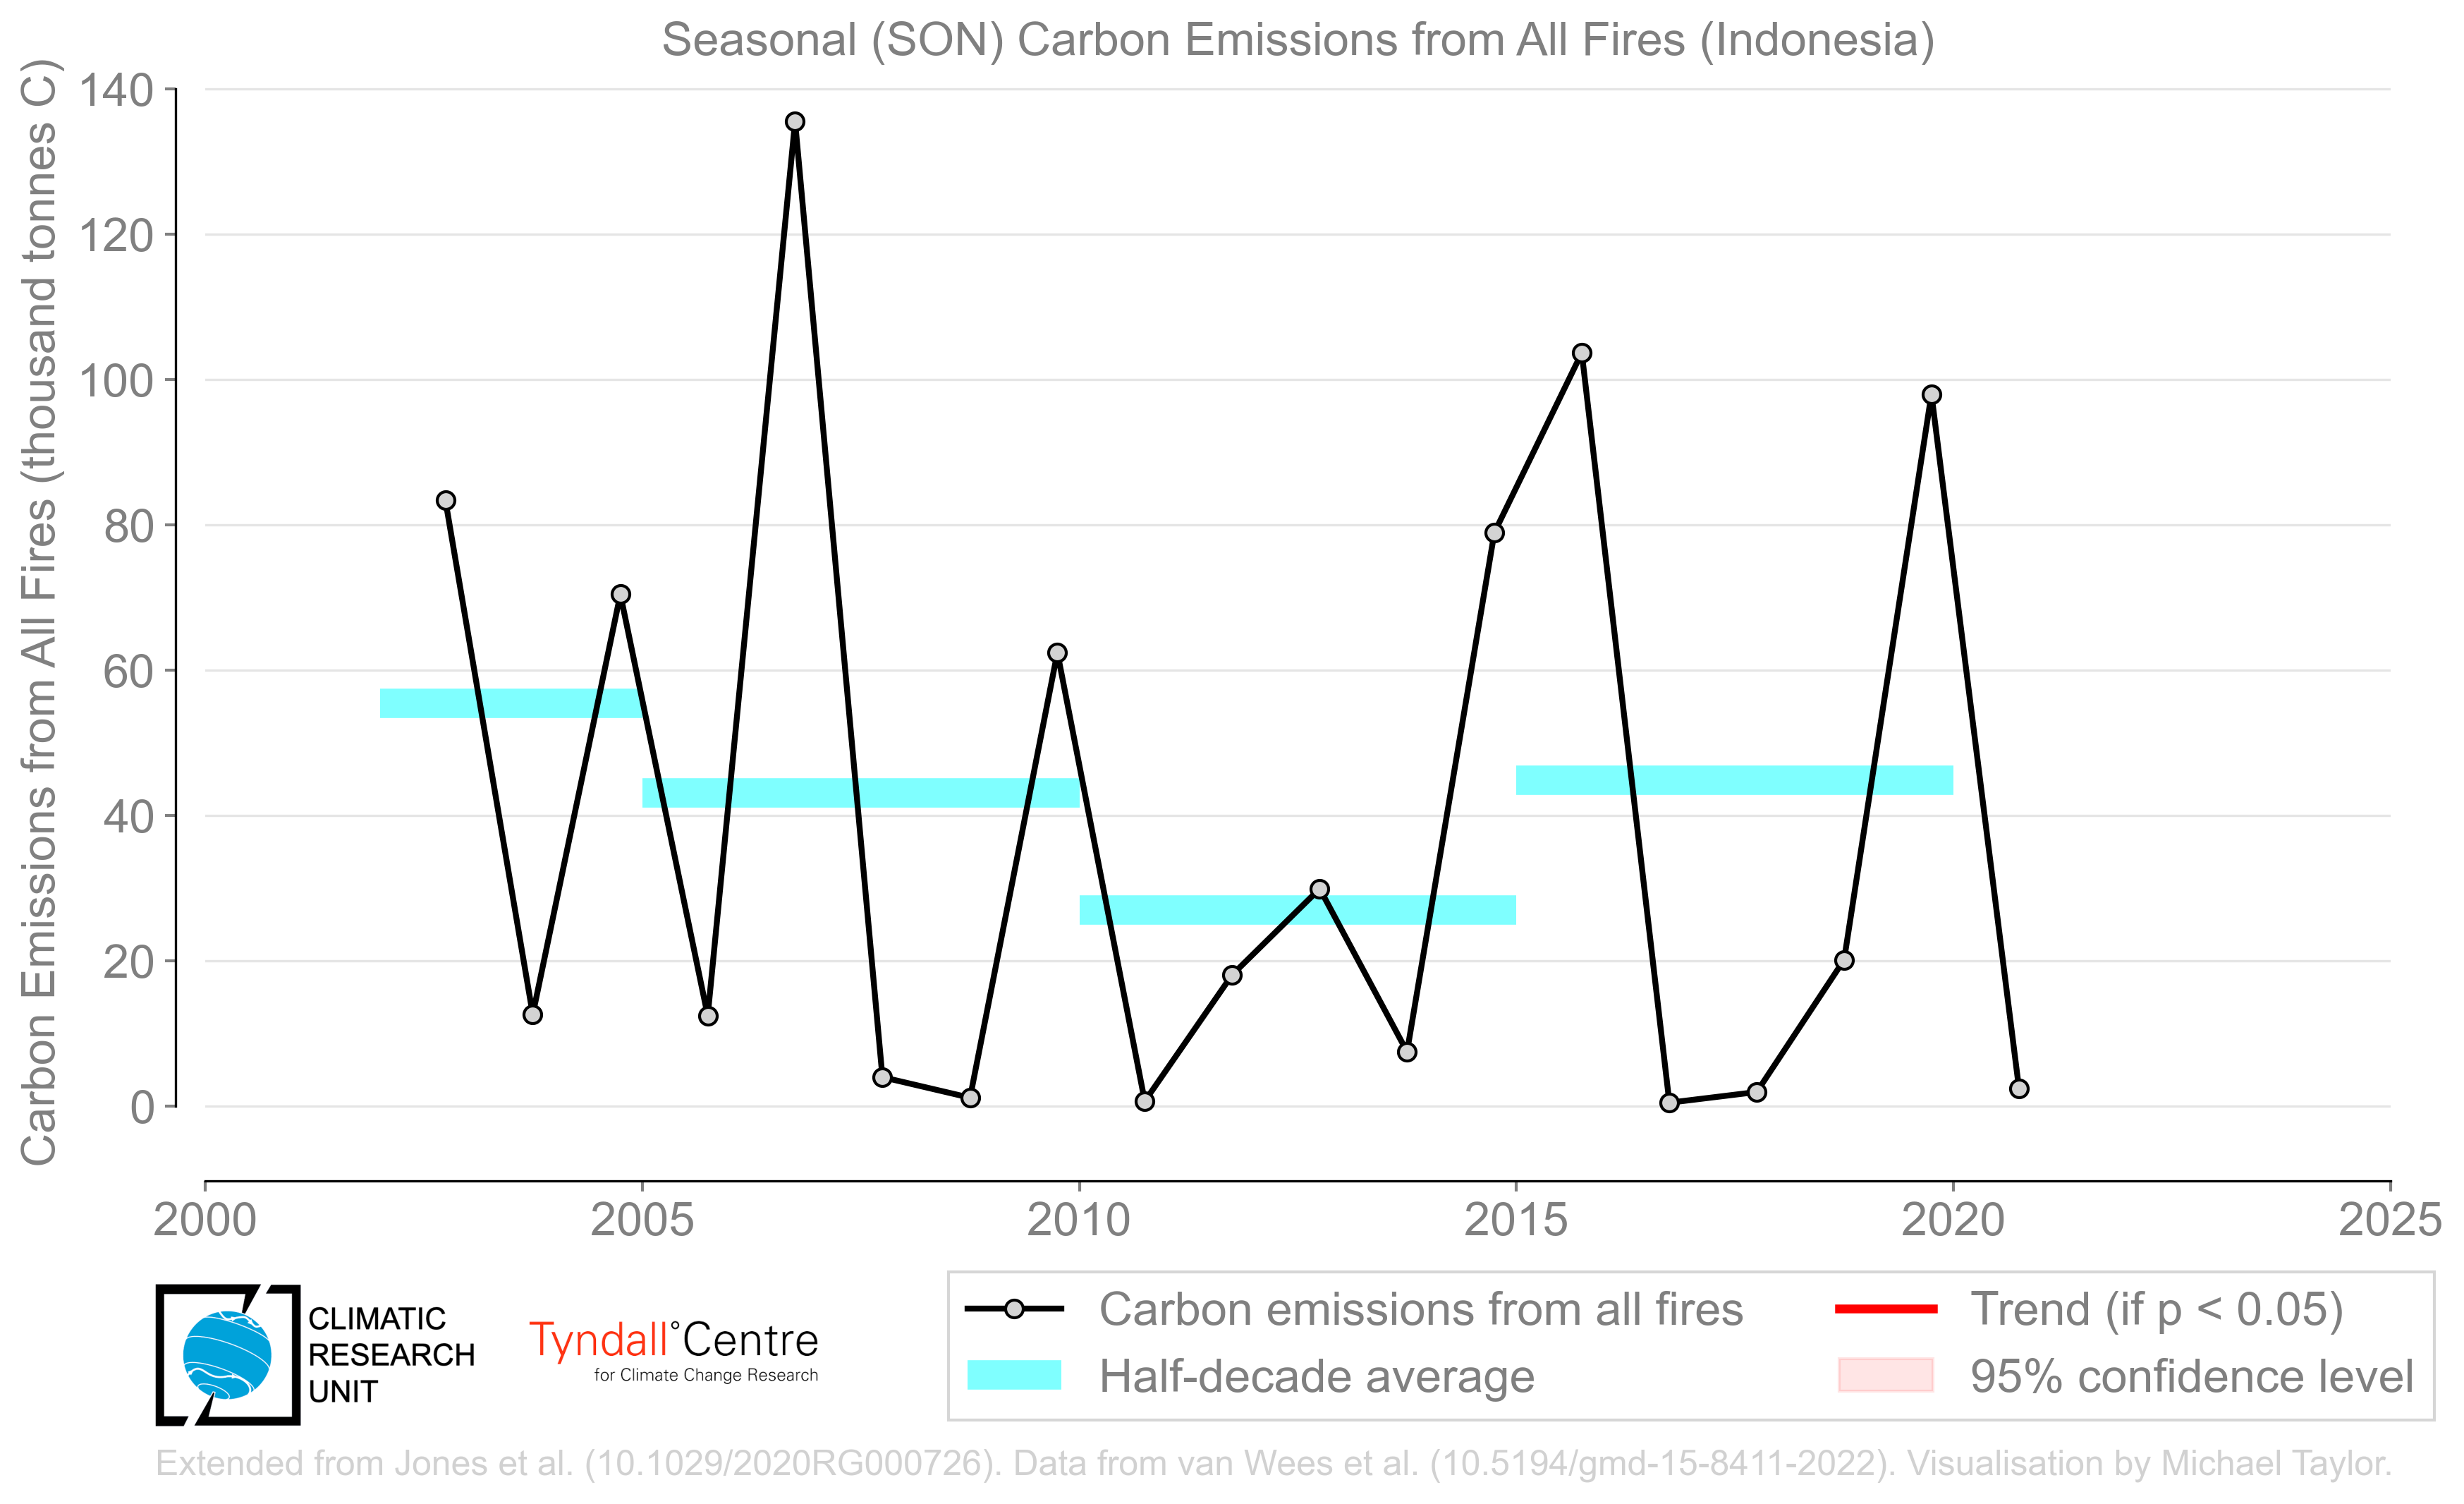 Seasonal (SON) Carbon Emissions from All Fires (Indonesia)
Carbon Emissions from All Fires (thousand tonnes C)
140
120
100
80
60
40
20
0
2000
2005
2010
2015
2020
2025
CLIMATIC
RESEARCH
UNIT
Tyndall°Centre
for Climate Change Research
Carbon emissions from all fires
Half-decade average
Trend (if p < 0.05)
95% confidence level
Extended from Jones et al. (10.1029/2020RG000726). Data from van Wees et al. (10.5194/gmd-15-8411-2022). Visualisation by Michael Taylor.